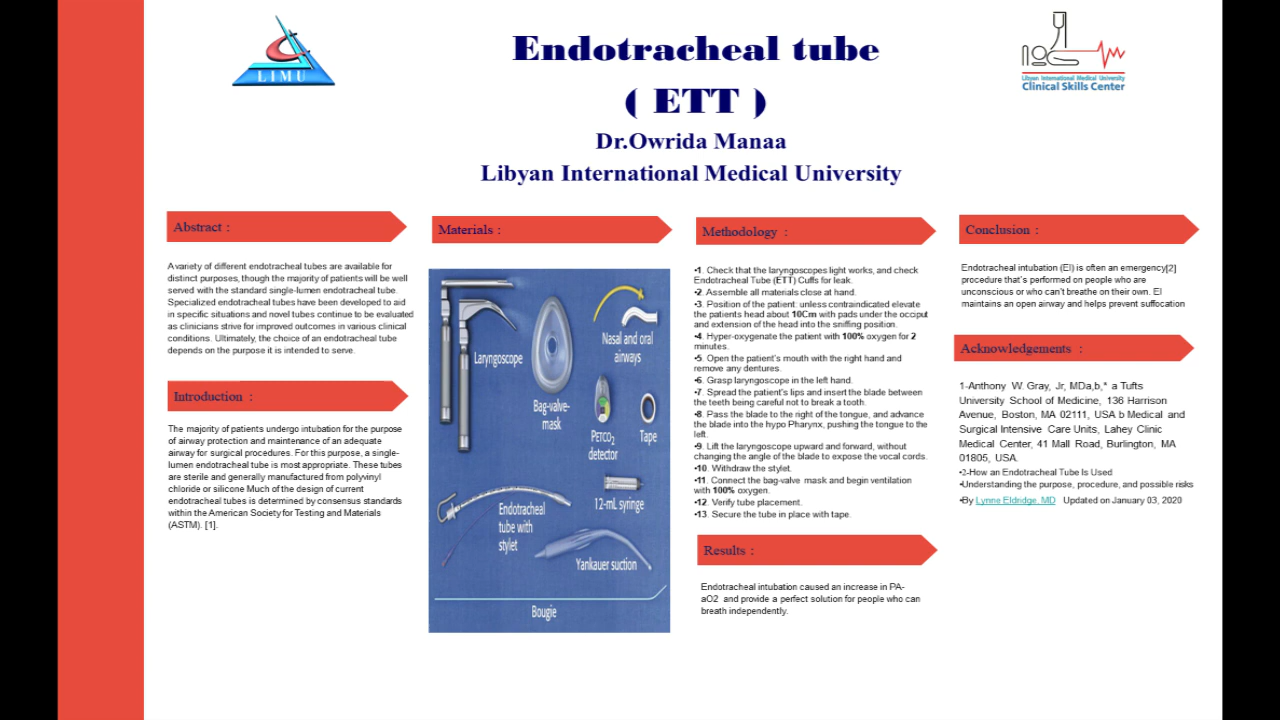 LIMU
Endotracheal tube
( ETT )
Dr.Owrida Manaa
Libyan International Medical University
Libyan International Medical University
Clinical Skills Center
Abstract :
Avariety of different endotracheal tubes are available for
distinct purposes, though the majority of patients will be well
served with the standard single-lumen endotracheal tube.
Specialized endotracheal tubes have been developed to aid
in specific situations and novel tubes continue to be evaluated
as clinicians strive for improved outcomes in various clinical
conditions. Ultimately, the choice of an endotracheal tube
depends on the purpose it is intended to serve.
Introduction :
The majority of patients undergo intubation for the purpose
of airway protection and maintenance of an adequate
airway for surgical procedures. For this purpose, a single-
lumen endotracheal tube is most appropriate. These tubes
are sterile and generally manufactured from polyvinyl
chloride or silicone Much of the design of current
endotracheal tubes is determined by consensus standards
within the American Society for Testing and Materials
(ASTM). [1].
Materials :
Laryngoscope
Nasal and oral
airways
Bag-valve-
mask
PETCO2
detector
Tape
Endotracheal
tube with
stylet
12-mL syringe
Yankauer suction
Bougie
Methodology :
•1. Check that the laryngoscopes light works, and check
Endotracheal Tube (ETT) Cuffs for leak.
•2. Assemble all materials close at hand.
•3. Position of the patient: unless contraindicated elevate
the patients head about 10Cm with pads under the occiput
and extension of the head into the sniffing position.
•4. Hyper-oxygenate the patient with 100% oxygen for 2
minutes.
•5. Open the patient's mouth with the right hand and
remove any dentures.
•6. Grasp laryngoscope in the left hand.
•7. Spread the patient's lips and insert the blade between
the teeth being careful not to break a tooth.
•8. Pass the blade to the right of the tongue, and advance
the blade into the hypo Pharynx, pushing the tongue to the
left.
•9. Lift the laryngoscope upward and forward, without
changing the angle of the blade to expose the vocal cords.
•10. Withdraw the stylet.
•11. Connect the bag-valve mask and begin ventilation
with 100% oxygen.
•12. Verify tube placement.
•13. Secure the tube in place with tape.
Results :
Endotracheal intubation caused an increase in PA-
aO2 and provide a perfect solution for people who can
breath independently.
Conclusion :
Endotracheal intubation (EI) is often an emergency[2]
procedure that's performed on people who are
unconscious or who can't breathe on their own. EI
maintains an open airway and helps prevent suffocation
Acknowledgements :
1-Anthony W. Gray, Jr, MDa,b,* a Tufts
University School of Medicine, 136 Harrison
Avenue, Boston, MA 02111, USA b Medical and
Surgical Intensive Care Units, Lahey Clinic
Medical Center, 41 Mall Road, Burlington, MA
01805, USA.
•2-How an Endotracheal Tube Is Used
•Understanding the purpose, procedure, and possible risks
•By Lynne Eldridge, MD Updated on January 03, 2020